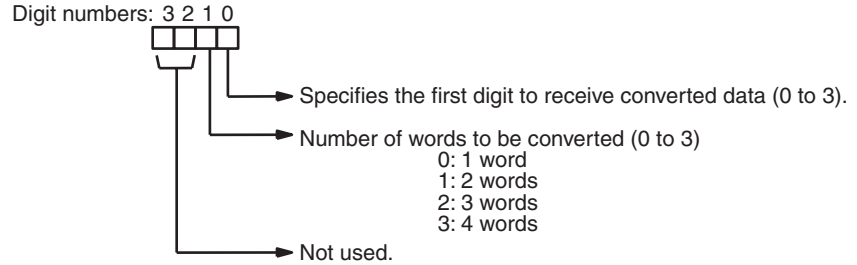 Digit numbers: 3 2 1 0
Specifies the first digit to receive converted data (0 to 3).
Number of words to be converted (0 to 3)
0: 1 word
1: 2 words
2: 3 words
3: 4 words
Not used.